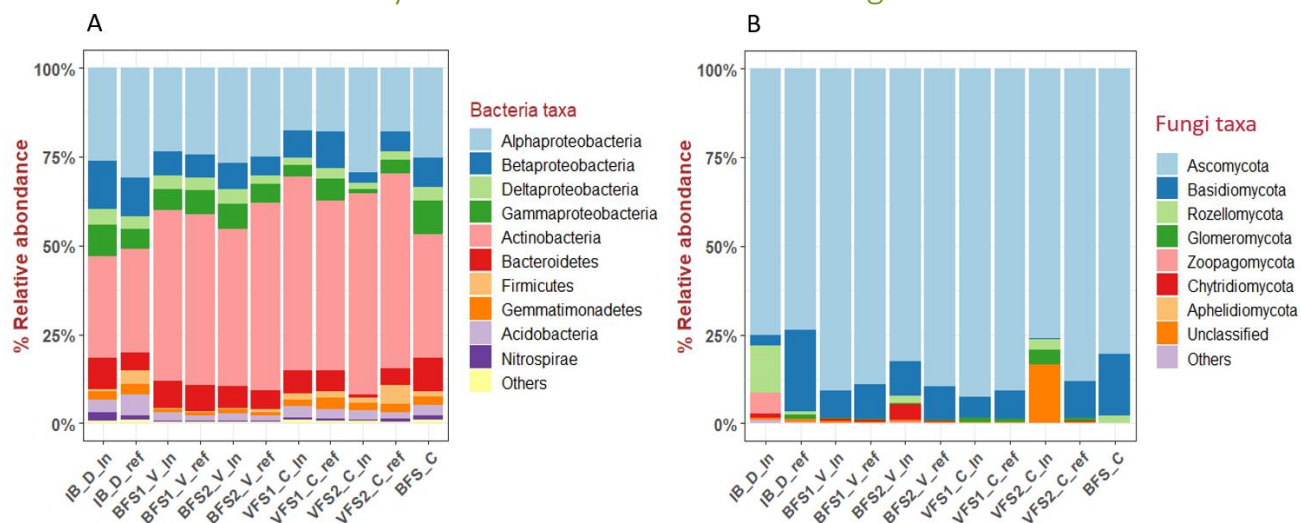 A
% Relative abundance
100%
75%
50%
25%
0%
IB_D_In
IB_D_ref
BFS1_V_In
BFS1_V_ref
BFS2_V_In
BFS2_V_ref
VFS1_C_In
VFS1_C_ref
VFS2_C_In
VFS2_C_ref
BFS_C
Bacteria taxa
Alphaproteobacteria
Betaproteobacteria
Deltaproteobacteria
Gammaproteobacteria
Actinobacteria
Bacteroidetes
Firmicutes
Gemmatimonadetes
Acidobacteria
Nitrospirae
Others
B
% Relative abundance
100%
75%
50%
25%
0%
IB_D_In
IB_D_ref
BFS1_V_In
BFS1_V_ref
BFS2_V_In
BFS2_V_ref
VFS1_C_In
VFS1_C_ref
VFS2_C_In
VFS2_C_ref
BFS_C
Fungi taxa
Ascomycota
Basidiomycota
Rozellomycota
Glomeromycota
Zoopagomycota
Chytridiomycota
Aphelidiomycota
Unclassified
Others